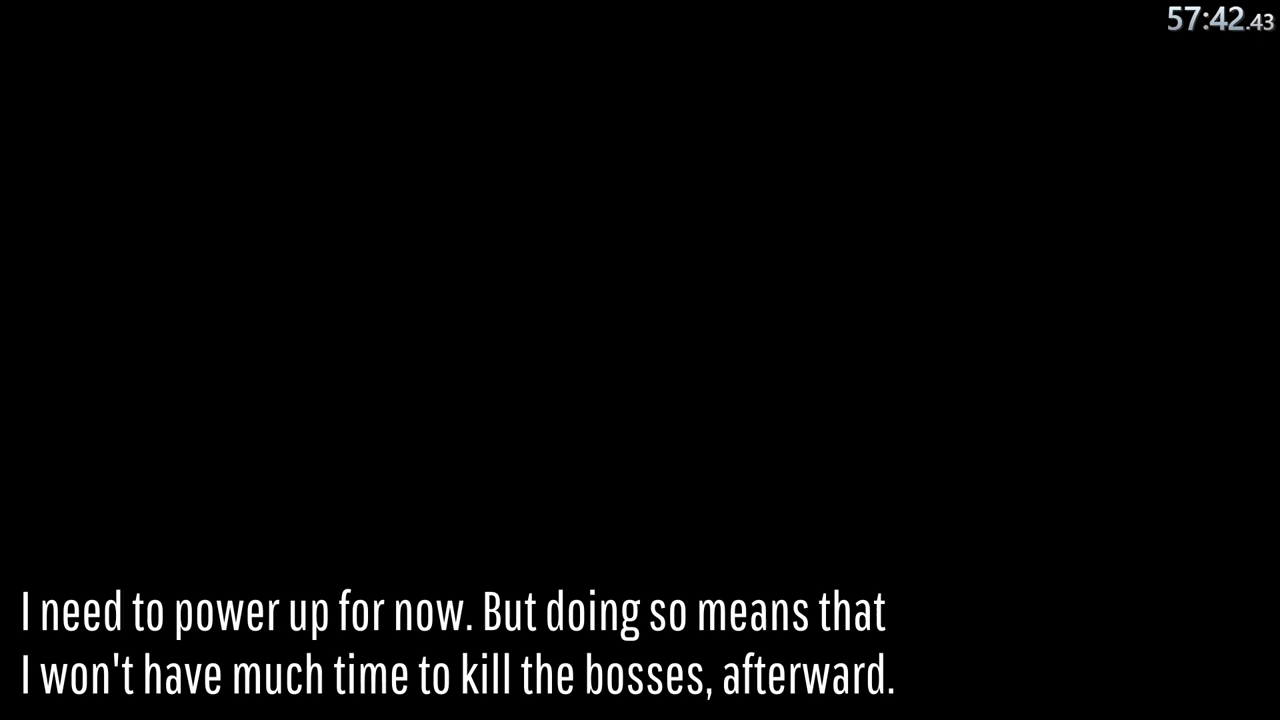 57:42.43
I need to power up for now. But doing so means that
I won't have much time to kill the bosses, afterward.